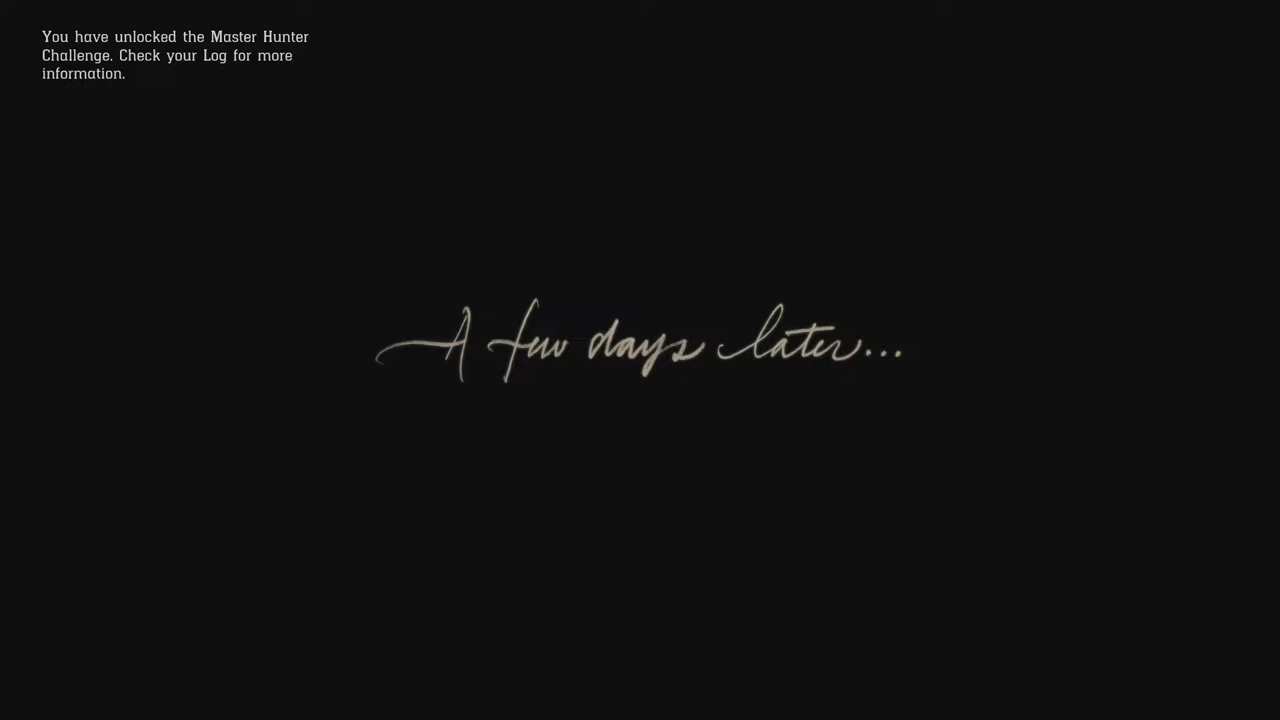 You have unlocked the Master Hunter
Challenge. Check your Log for more
information.
A few days later...